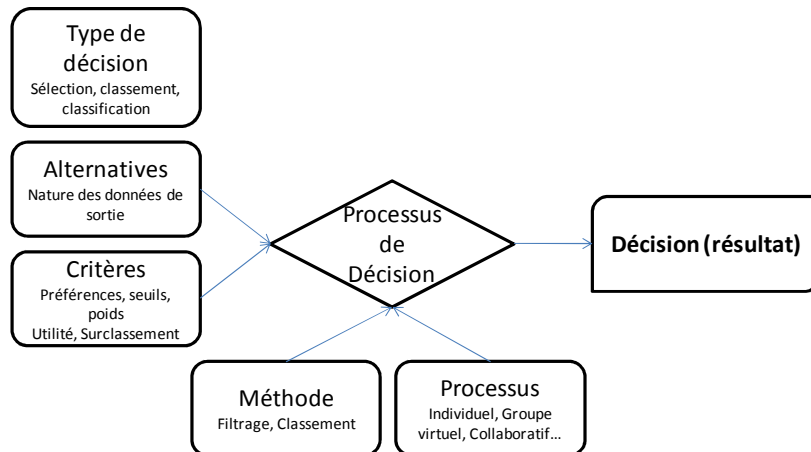 Type de
décision
Sélection, classement,
classification
Alternatives
Nature des données de
sortie
Critères
Préférences, seuils,
poids
Utilité, Surclassement
Processus
de
Décision
Décision (résultat)
Méthode
Filtrage, Classement
Processus
Individuel, Groupe
virtuel, Collaboratif...